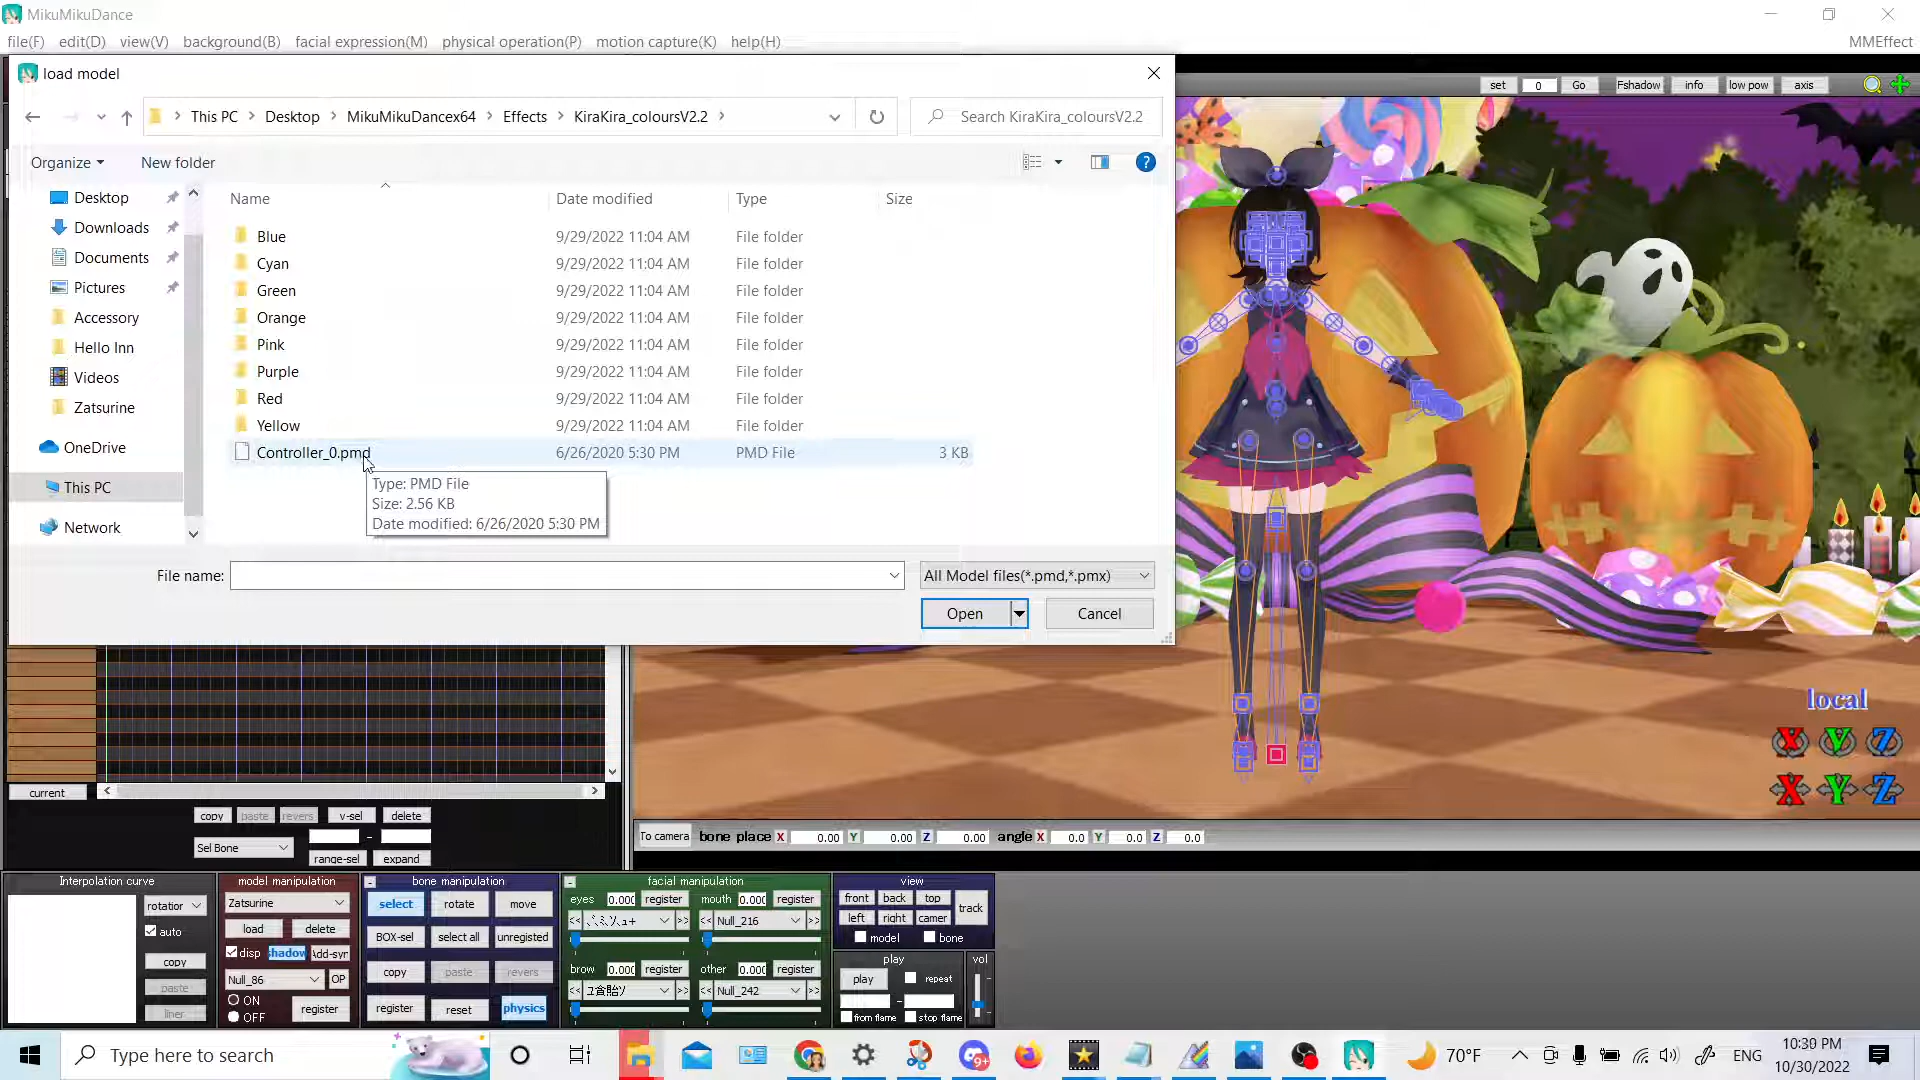 MikuMikuDance
file(F) edit(D) view(V) background(B) facial expression(M) physical operation(P) motion capture(K) help(H) MMEffect
load model
This PC Desktop MikuMikuDancex64 Effects KiraKira_coloursV2.2 Search KiraKira_coloursV2.2
set 0 Go Fshadow info low pow axis
Organize New folder
Name Date modified Type Size
Desktop
Downloads
Documents
Pictures
Accessory
Hello Inn
Videos
Zatsurine
OneDrive
This PC
Network
Blue 9/29/2022 11:04 AM File folder
Cyan 9/29/2022 11:04 AM File folder
Green 9/29/2022 11:04 AM File folder
Orange 9/29/2022 11:04 AM File folder
Pink 9/29/2022 11:04 AM File folder
Purple 9/29/2022 11:04 AM File folder
Red 9/29/2022 11:04 AM File folder
Yellow 9/29/2022 11:04 AM File folder
Controller_0.pmd 6/26/2020 5:30 PM PMD File 3 KB
Type: PMD File
Size: 2.56 KB
Date modified: 6/26/2020 5:30 PM
File name: All Model files(*.pmd,*.pmx)
Open Cancel
local
X Y Z
X Y Z
current
copy paste revers v-sel delete
Sel Bone -
range-sel expand
To camera bone place X 0.00 Y 0.00 Z 0.00 angle X 0.0 Y 0.0 Z 0.0
Interpolation curve
rotation
auto
copy
paste
liner
model manipulation
Zatsurine
load delete
disp shadow Add-syn
Null_86 OP
ON
OFF
register
bone manipulation
select rotate move
BOX-sel select all unregisted
copy paste revers
register reset physics
facial manipulation
eyes 0.000 register mouth 0.000 register
<< >> << Null_216 >>
brow 0.000 register other 0.000 register
<< >> << Null_242 >>
view
front back top
left right camer
track
model bone
play
play repeat
-
from flame stop flame
vol
Type here to search
9+
70°F
ENG
10:30 PM
10/30/2022